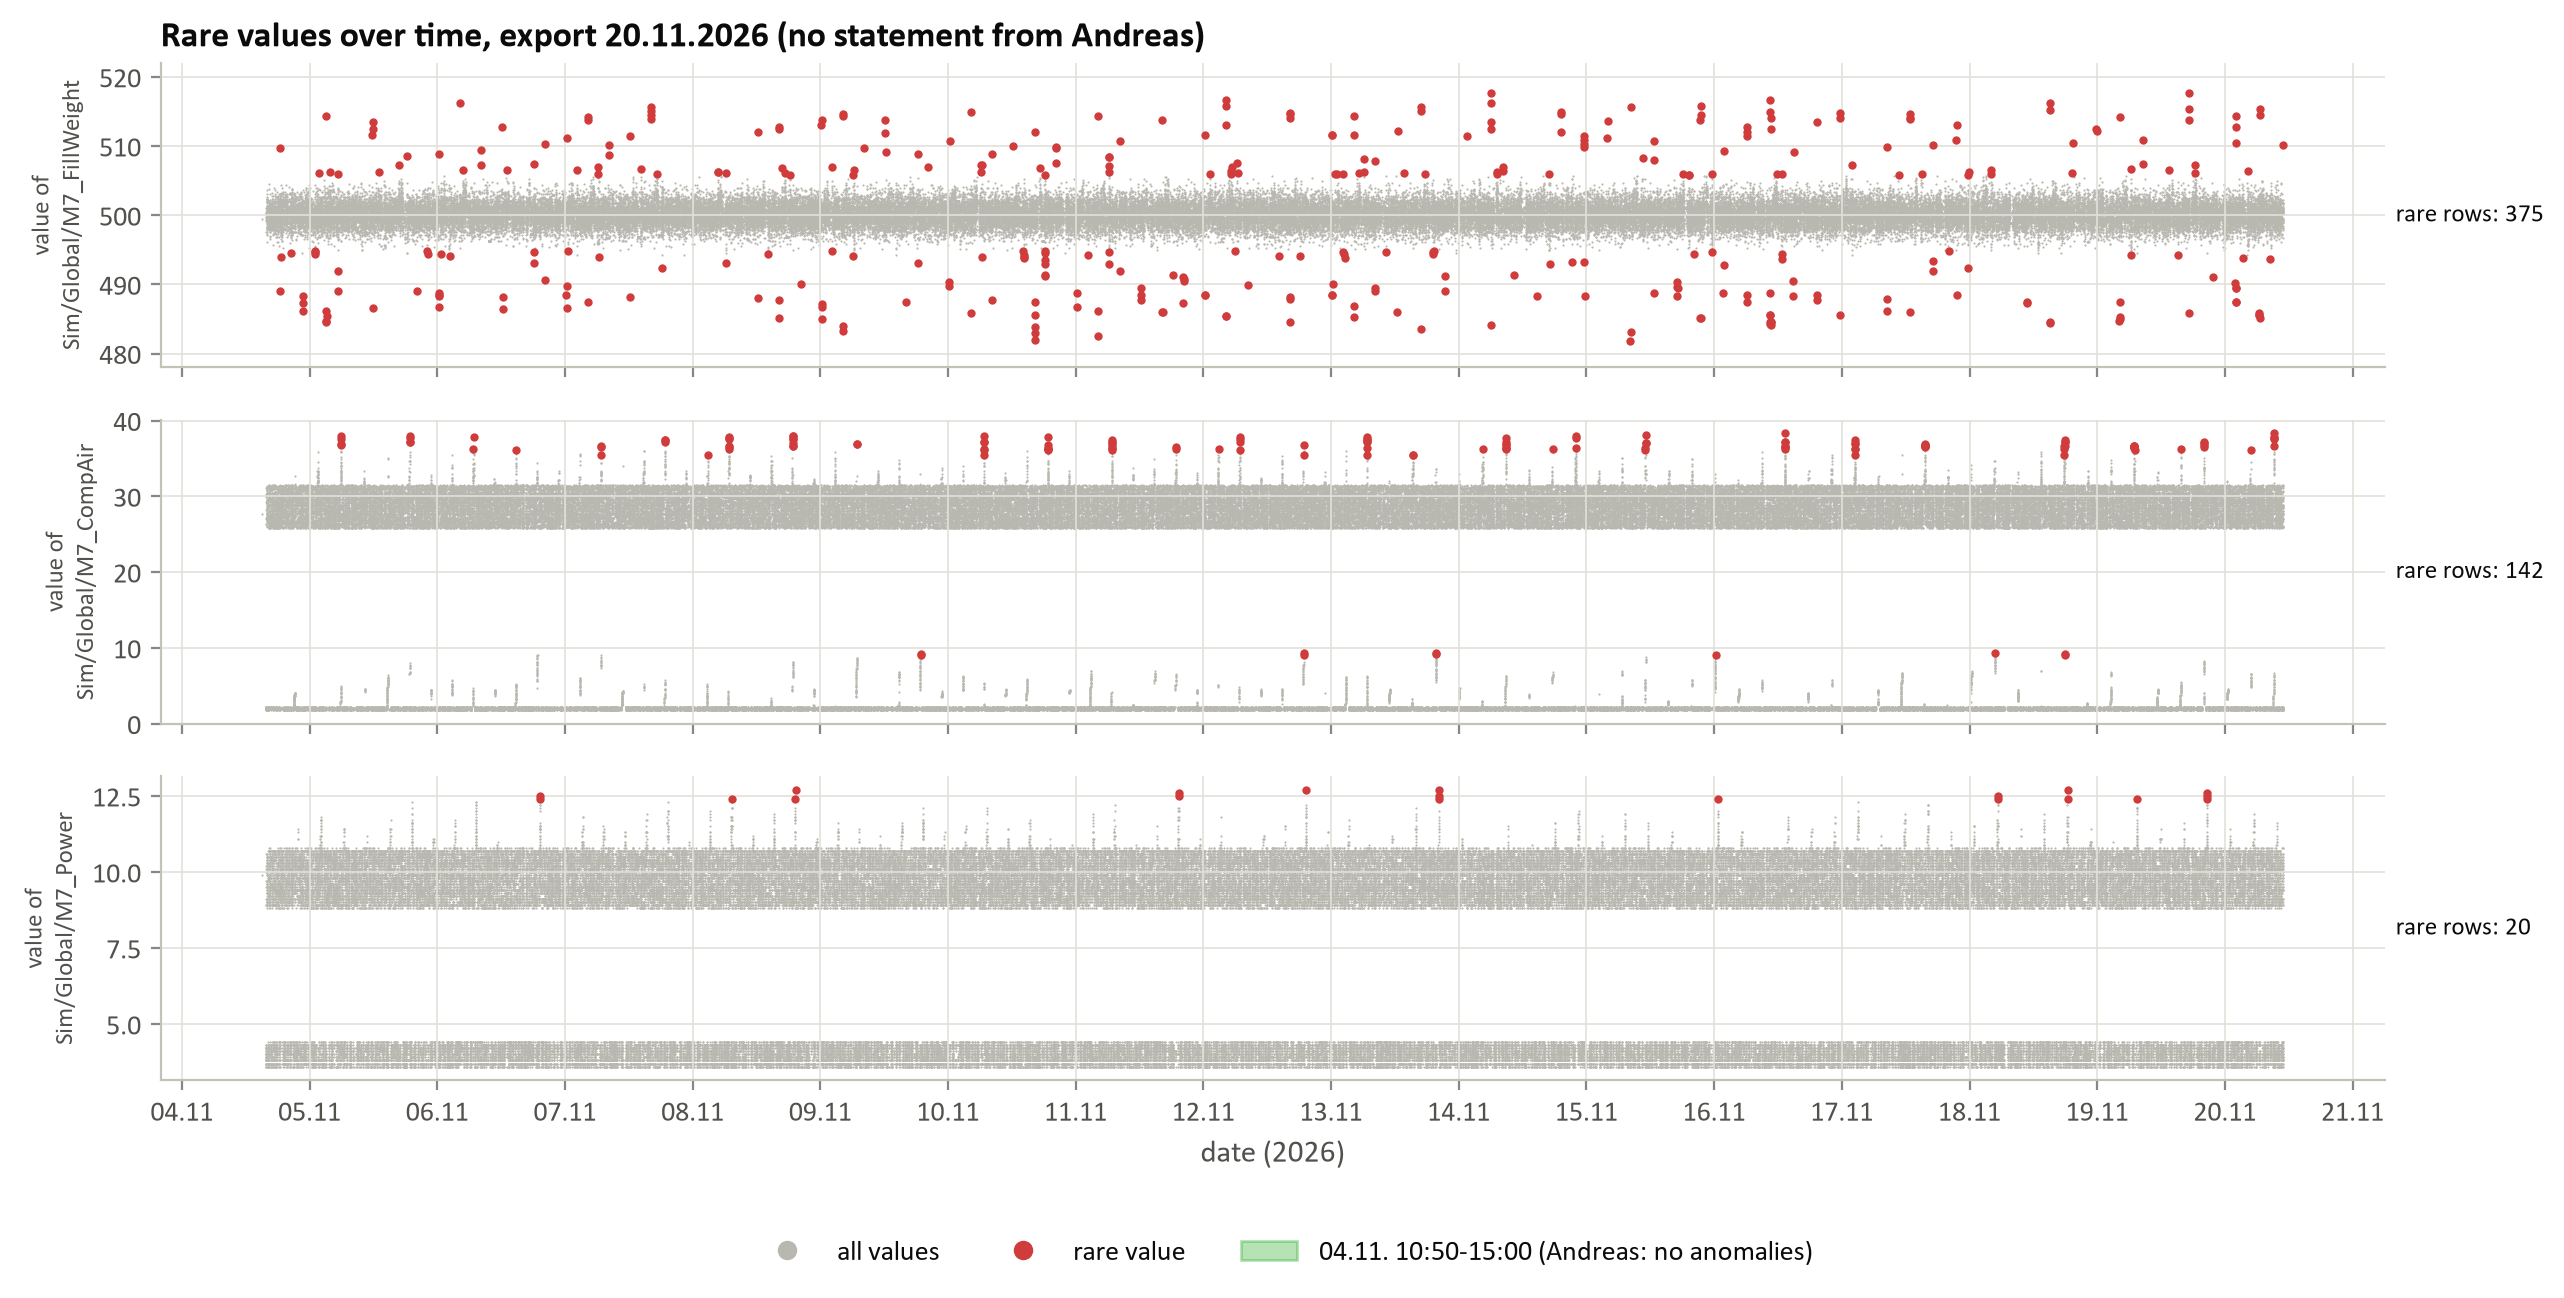 Rare values over time, export 20.11.2026 (no statement from Andreas)
value of
Sim/Global/M7_FillWeight
520
510
500
490
480
rare rows: 375
value of
Sim/Global/M7_CompAir
40
30
20
10
0
rare rows: 142
value of
Sim/Global/M7_Power
12.5
10.0
7.5
5.0
rare rows: 20
04.11 05.11 06.11 07.11 08.11 09.11 10.11 11.11 12.11 13.11 14.11 15.11 16.11 17.11 18.11 19.11 20.11 21.11
date (2026)
all values rare value 04.11. 10:50-15:00 (Andreas: no anomalies)